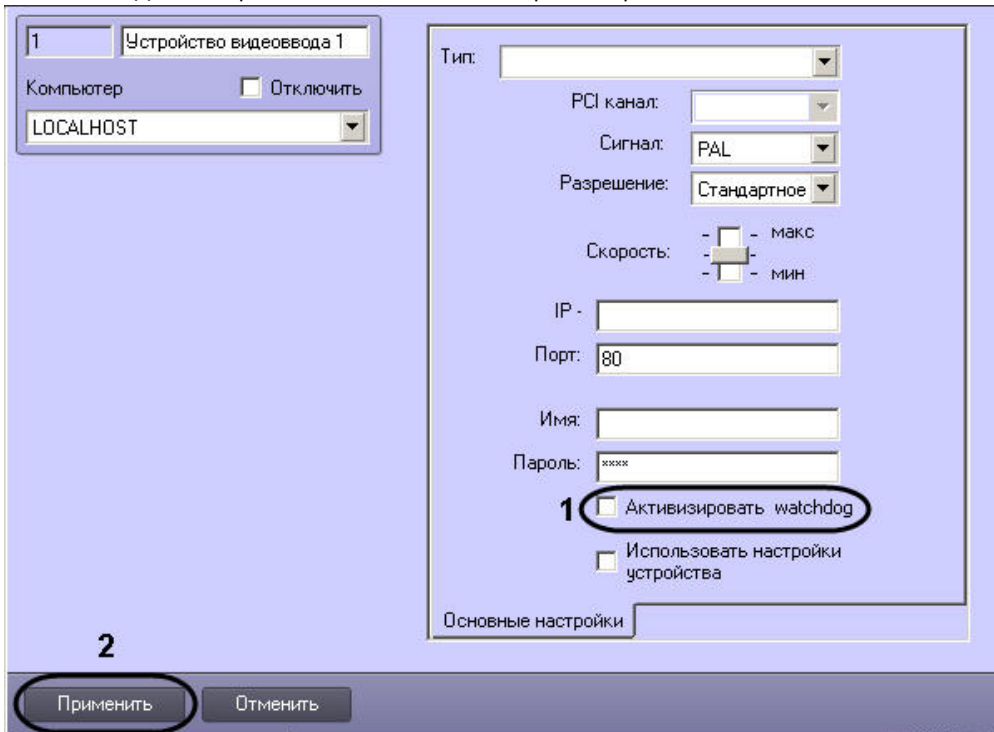 1 Устройство видеоввода 1
Компьютер Отключить
LOCALHOST
Тип:
PCI канал:
Сигнал: PAL
Разрешение: Стандартное
- - макс
Скорость: - -
- - мин
IP -
Порт: 80
Имя:
Пароль: ××××
1 Активизировать watchdog
Использовать настройки
устройства
Основные настройки
2
Применить Отменить